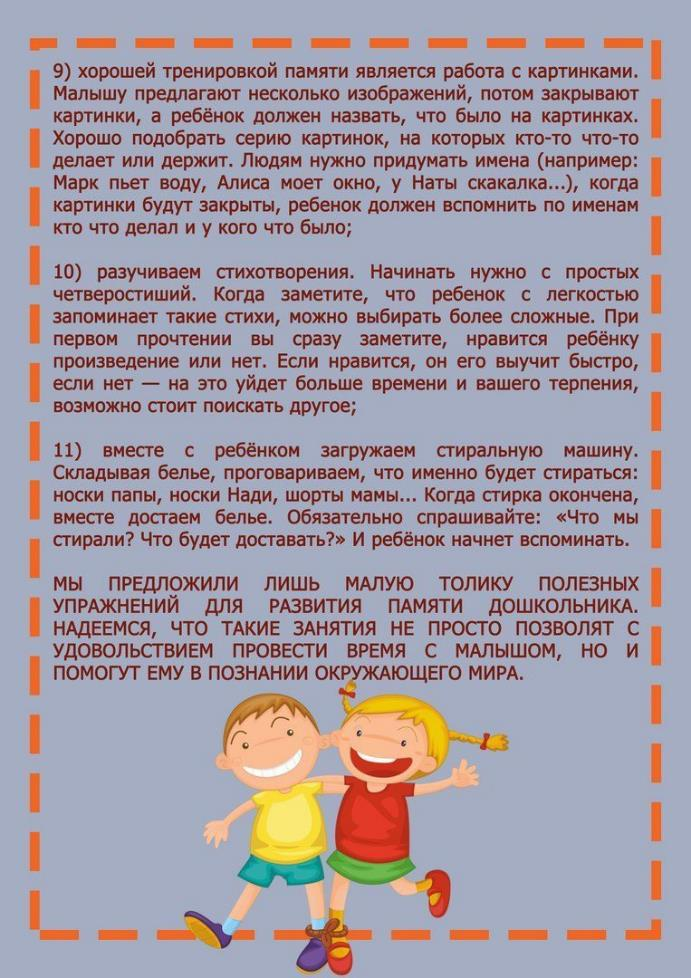 9) хорошей тренировкой памяти является работа с картинками.
Малышу предлагают несколько изображений, потом закрывают
картинки, а ребёнок должен назвать, что было на картинках.
Хорошо подобрать серию картинок, на которых кто-то что-то
делает или держит. Людям нужно придумать имена (например:
Марк пьет воду, Алиса моет окно, у Наты скакалка...), когда
картинки будут закрыты, ребенок должен вспомнить по именам
кто что делал и у кого что было;
10) разучиваем стихотворения. Начинать нужно с простых
четверостиший. Когда заметите, что ребенок с легкостью
запоминает такие стихи, можно выбирать более сложные. При
первом прочтении вы сразу заметите, нравится ребёнку
произведение или нет. Если нравится, он его выучит быстро,
если нет — на это уйдет больше времени и вашего терпения,
возможно стоит поискать другое;
11) вместе с ребёнком загружаем стиральную машину.
Складывая белье, проговариваем, что именно будет стираться:
носки папы, носки Нади, шорты мамы... Когда стирка окончена,
вместе достаем белье. Обязательно спрашивайте: «Что мы
стирали? Что будет доставать?» И ребёнок начнет вспоминать.
МЫ ПРЕДЛОЖИЛИ ЛИШЬ МАЛУЮ ТОЛИКУ ПОЛЕЗНЫХ
УПРАЖНЕНИЙ ДЛЯ РАЗВИТИЯ ПАМЯТИ ДОШКОЛЬНИКА.
НАДЕЕМСЯ, ЧТО ТАКИЕ ЗАНЯТИЯ НЕ ПРОСТО ПОЗВОЛЯТ С
УДОВОЛЬСТВИЕМ ПРОВЕСТИ ВРЕМЯ С МАЛЫШОМ, НО И
ПОМОГУТ ЕМУ В ПОЗНАНИИ ОКРУЖАЮЩЕГО МИРА.